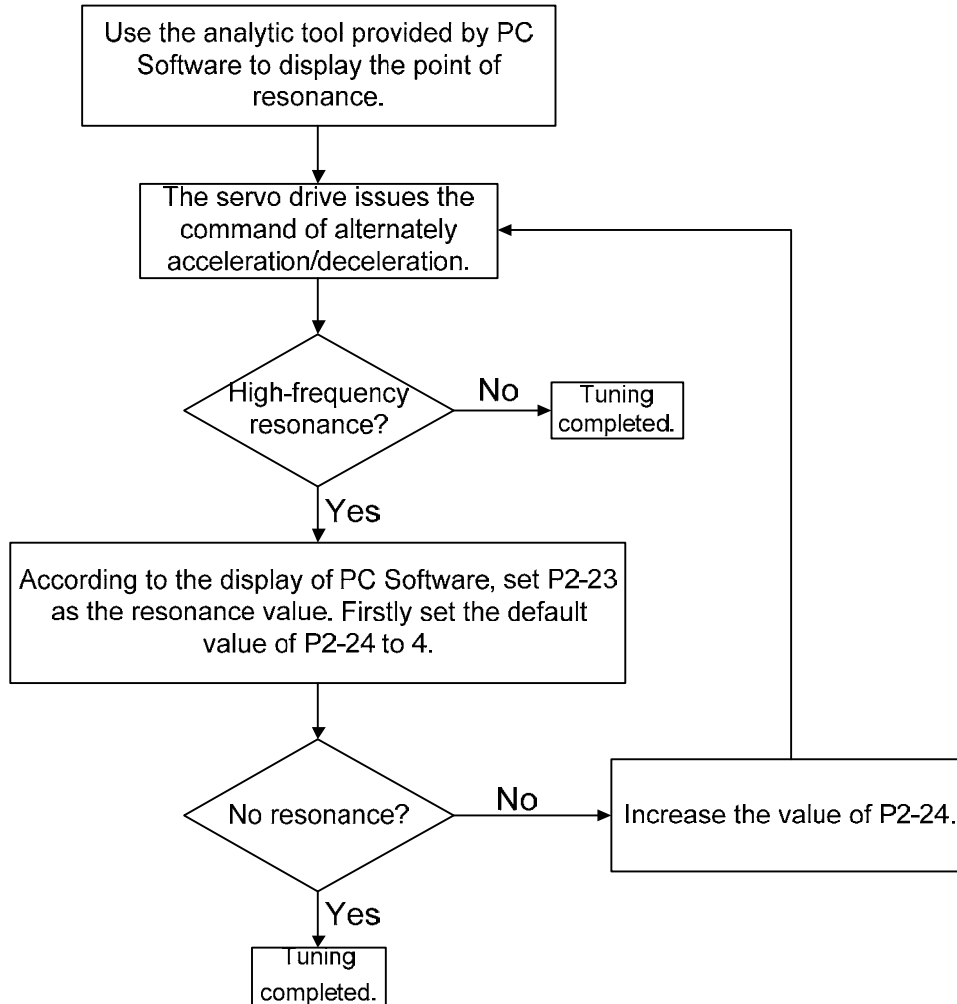 Use the analytic tool provided by PC
Software to display the point of
resonance.
The servo drive issues the
command of alternately
acceleration/deceleration.
High-frequency
resonance?
No
Tuning
completed.
Yes
According to the display of PC Software, set P2-23
as the resonance value. Firstly set the default
value of P2-24 to 4.
No resonance?
No
Increase the value of P2-24.
Yes
Tuning
completed.